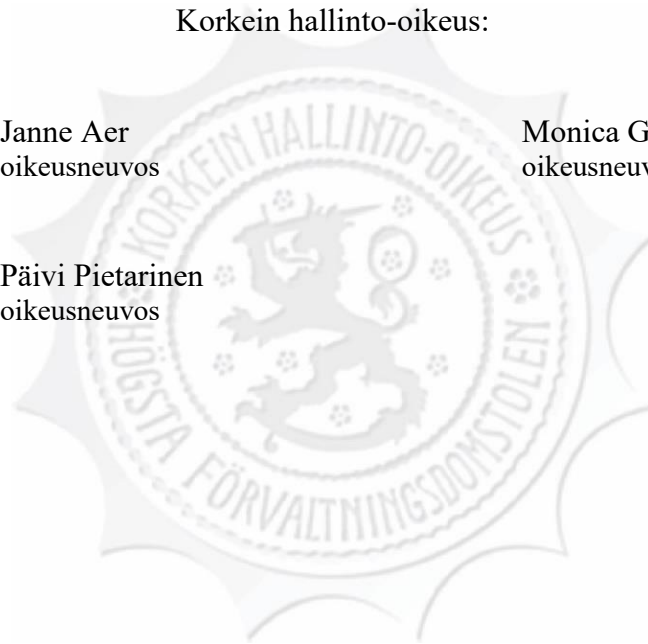 Korkein hallinto-oikeus:
Janne Aer
Monica
oikeusneuvos
Päivi Pietarinen
oikeusneuvos
KORKEIN HALLINTO-OIKEUS
HÖGSTA FÖRVALTNINGSDOMSTOLEN